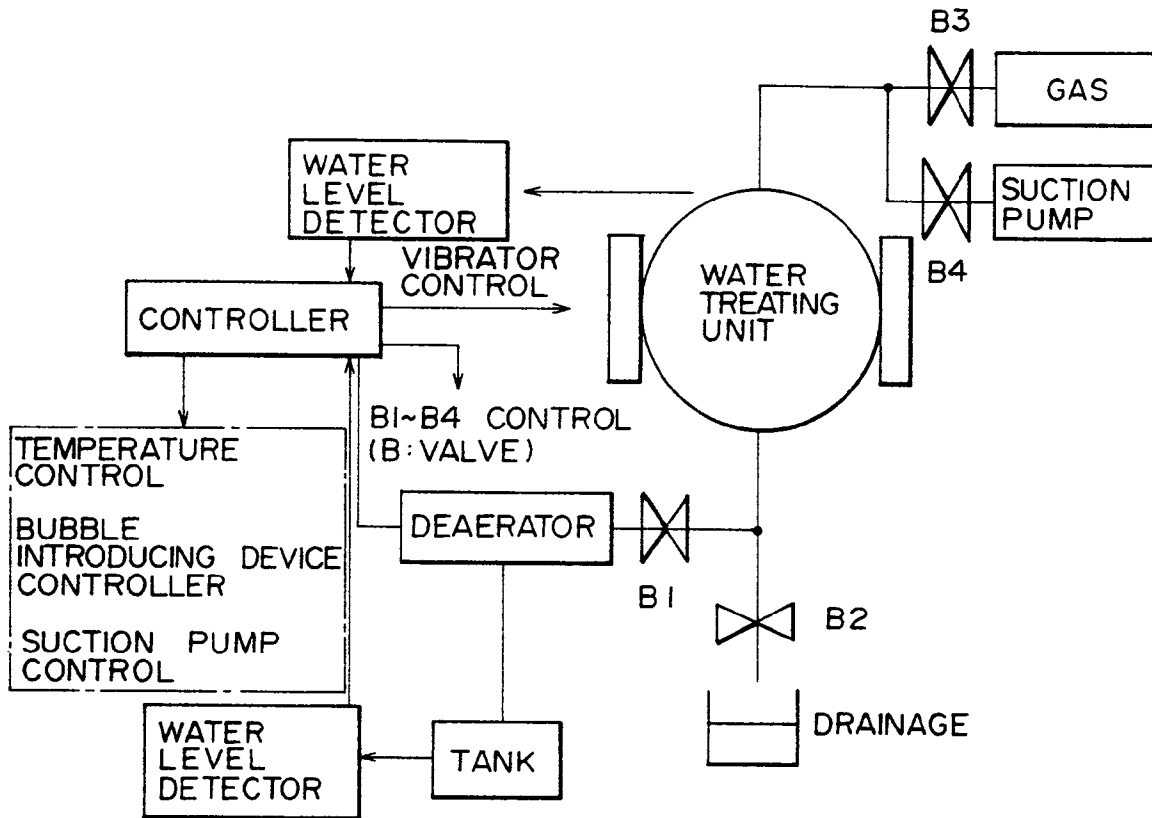 B3
GAS
WATER
LEVEL
DETECTOR
SUCTION
PUMP
B4
VIBRATOR
CONTROL
WATER
TREATING
UNIT
CONTROLLER
B1~B4 CONTROL
(B:VALVE)
TEMPERATURE
CONTROL
BUBBLE
INTRODUCING DEVICE
CONTROLLER
SUCTION PUMP
CONTROL
DEAERATOR
B1
B2
WATER
LEVEL
DETECTOR
TANK
DRAINAGE